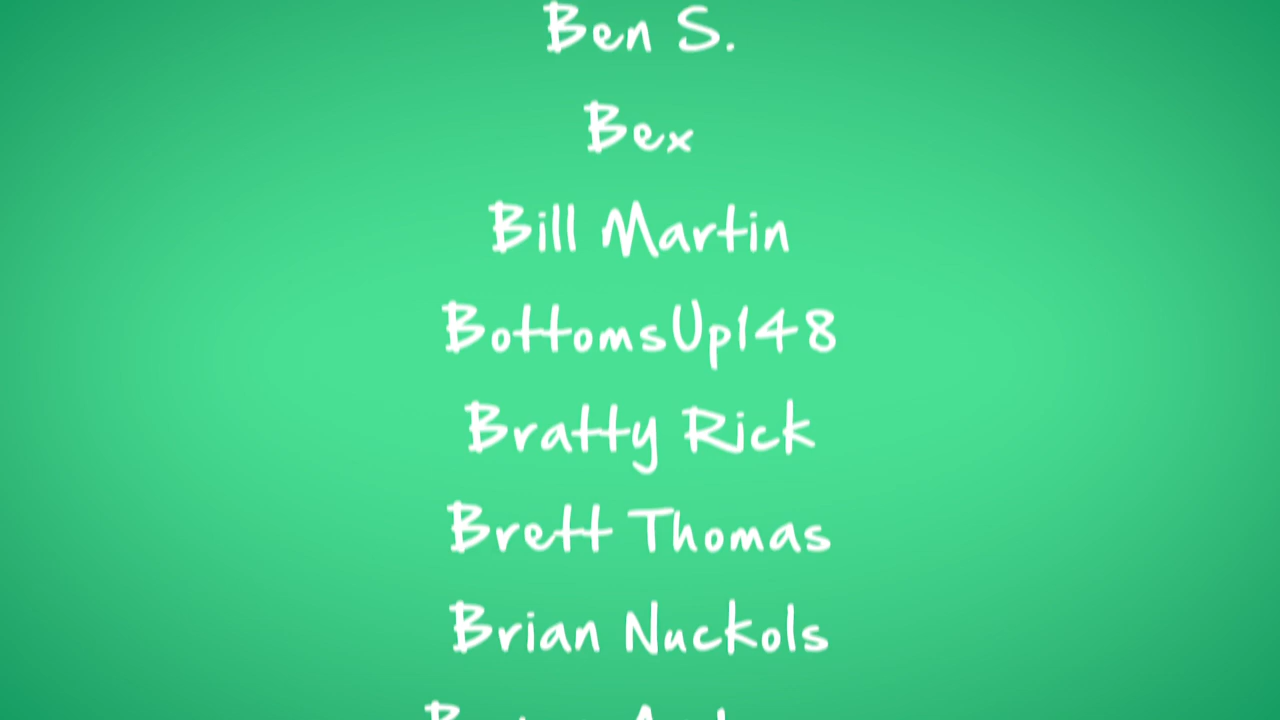 Ben S.
Bex
Bill Martin
BottomsUp148
Bratty Rick
Brett Thomas
Brian Nuckols